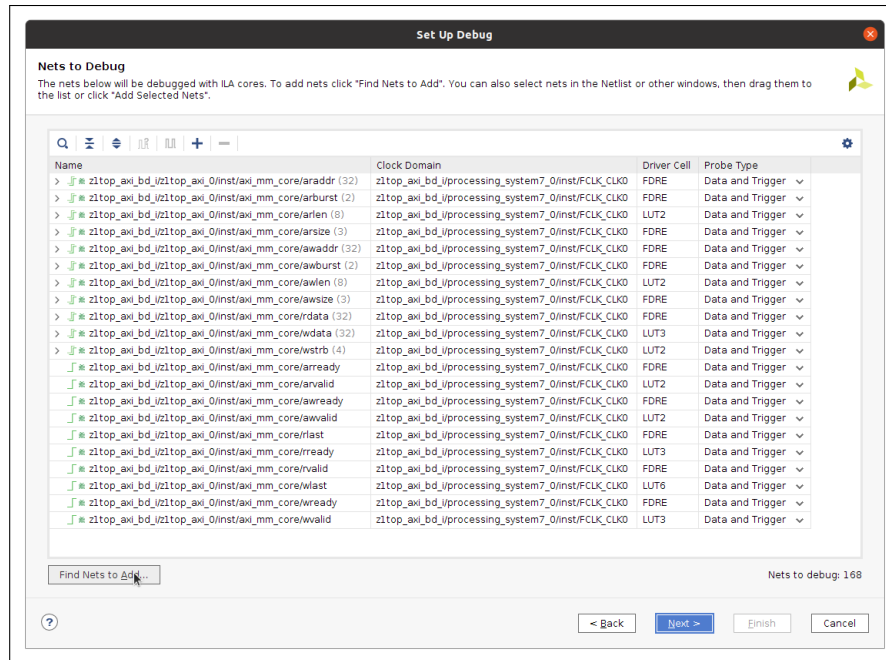 Set Up Debug
Nets to Debug
The nets below will be debugged with ILA cores. To add nets click "Find Nets to Add". You can also select nets in the Netlist or other windows, then drag them to
the list or click "Add Selected Nets".
Name Clock Domain Driver Cell Probe Type
z1top_axi_bd_i/z1top_axi_0/inst/axi_mm_core/araddr (32) z1top_axi_bd_i/processing_system7_0/inst/FCLK_CLK0 FDRE Data and Trigger
z1top_axi_bd_i/z1top_axi_0/inst/axi_mm_core/arburst (2) z1top_axi_bd_i/processing_system7_0/inst/FCLK_CLK0 FDRE Data and Trigger
z1top_axi_bd_i/z1top_axi_0/inst/axi_mm_core/arlen (8) z1top_axi_bd_i/processing_system7_0/inst/FCLK_CLK0 LUT2 Data and Trigger
z1top_axi_bd_i/z1top_axi_0/inst/axi_mm_core/arsize (3) z1top_axi_bd_i/processing_system7_0/inst/FCLK_CLK0 FDRE Data and Trigger
z1top_axi_bd_i/z1top_axi_0/inst/axi_mm_core/awaddr (32) z1top_axi_bd_i/processing_system7_0/inst/FCLK_CLK0 FDRE Data and Trigger
z1top_axi_bd_i/z1top_axi_0/inst/axi_mm_core/awburst (2) z1top_axi_bd_i/processing_system7_0/inst/FCLK_CLK0 FDRE Data and Trigger
z1top_axi_bd_i/z1top_axi_0/inst/axi_mm_core/awlen (8) z1top_axi_bd_i/processing_system7_0/inst/FCLK_CLK0 LUT2 Data and Trigger
z1top_axi_bd_i/z1top_axi_0/inst/axi_mm_core/awsize (3) z1top_axi_bd_i/processing_system7_0/inst/FCLK_CLK0 FDRE Data and Trigger
z1top_axi_bd_i/z1top_axi_0/inst/axi_mm_core/rdata (32) z1top_axi_bd_i/processing_system7_0/inst/FCLK_CLK0 FDRE Data and Trigger
z1top_axi_bd_i/z1top_axi_0/inst/axi_mm_core/wdata (32) z1top_axi_bd_i/processing_system7_0/inst/FCLK_CLK0 LUT3 Data and Trigger
z1top_axi_bd_i/z1top_axi_0/inst/axi_mm_core/wstrb (4) z1top_axi_bd_i/processing_system7_0/inst/FCLK_CLK0 LUT2 Data and Trigger
z1top_axi_bd_i/z1top_axi_0/inst/axi_mm_core/arready z1top_axi_bd_i/processing_system7_0/inst/FCLK_CLK0 FDRE Data and Trigger
z1top_axi_bd_i/z1top_axi_0/inst/axi_mm_core/arvalid z1top_axi_bd_i/processing_system7_0/inst/FCLK_CLK0 LUT2 Data and Trigger
z1top_axi_bd_i/z1top_axi_0/inst/axi_mm_core/awready z1top_axi_bd_i/processing_system7_0/inst/FCLK_CLK0 FDRE Data and Trigger
z1top_axi_bd_i/z1top_axi_0/inst/axi_mm_core/awvalid z1top_axi_bd_i/processing_system7_0/inst/FCLK_CLK0 LUT2 Data and Trigger
z1top_axi_bd_i/z1top_axi_0/inst/axi_mm_core/rlast z1top_axi_bd_i/processing_system7_0/inst/FCLK_CLK0 FDRE Data and Trigger
z1top_axi_bd_i/z1top_axi_0/inst/axi_mm_core/rready z1top_axi_bd_i/processing_system7_0/inst/FCLK_CLK0 LUT3 Data and Trigger
z1top_axi_bd_i/z1top_axi_0/inst/axi_mm_core/rvalid z1top_axi_bd_i/processing_system7_0/inst/FCLK_CLK0 FDRE Data and Trigger
z1top_axi_bd_i/z1top_axi_0/inst/axi_mm_core/wlast z1top_axi_bd_i/processing_system7_0/inst/FCLK_CLK0 LUT6 Data and Trigger
z1top_axi_bd_i/z1top_axi_0/inst/axi_mm_core/wready z1top_axi_bd_i/processing_system7_0/inst/FCLK_CLK0 FDRE Data and Trigger
z1top_axi_bd_i/z1top_axi_0/inst/axi_mm_core/wvalid z1top_axi_bd_i/processing_system7_0/inst/FCLK_CLK0 LUT3 Data and Trigger
Find Nets to Add... Nets to debug: 168
? < Back Next > Finish Cancel